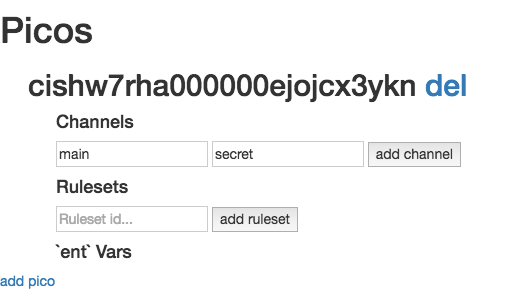 Picos
cishw7rha000000ejojcx3ykn del
Channels
main secret add channel
Rulesets
Ruleset id... add ruleset
`ent` Vars
add pico